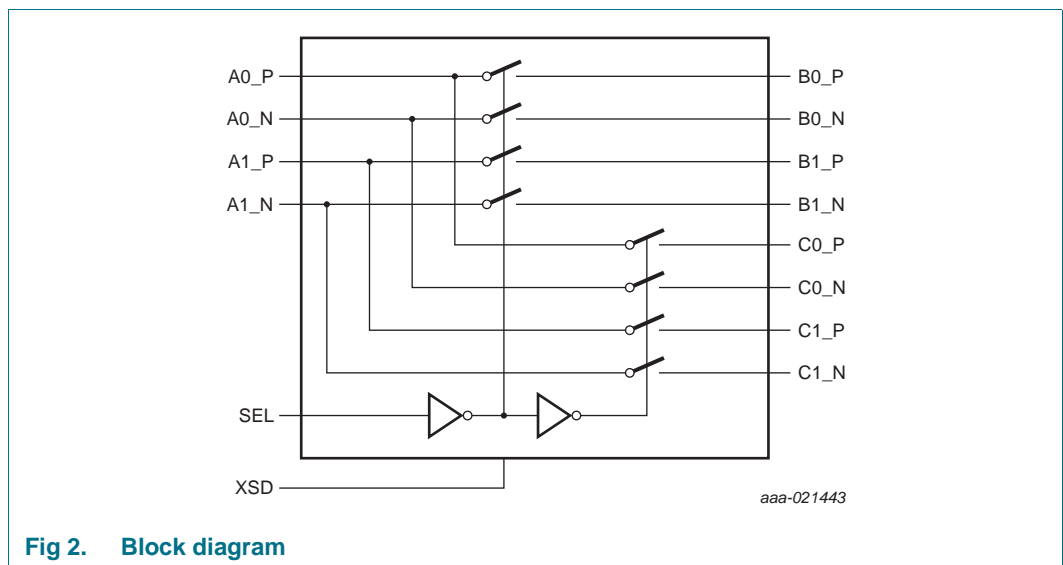 A0_P
B0_P
A0_N
B0_N
A1_P
B1_P
A1_N
B1_N
C0_P
C0_N
C1_P
C1_N
SEL
XSD
aaa-021443
Fig 2. Block diagram